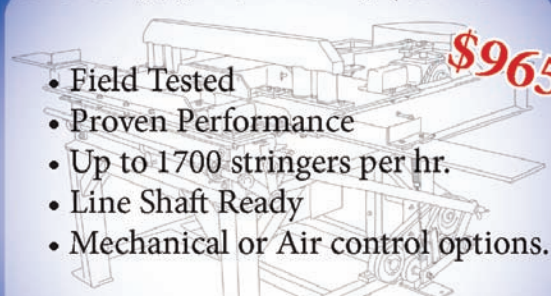 $965
• Field Tested
• Proven Performance
• Up to 1700 stringers per hr.
• Line Shaft Ready
• Mechanical or Air control options.